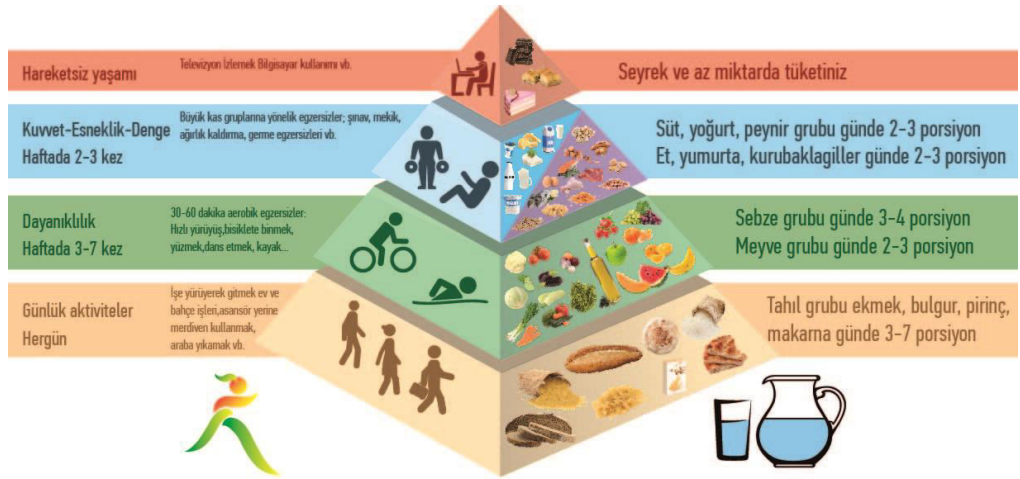 Hareketsiz yaşamı
Televizyon İzlemek Bilgisayar kullanımı vb.
Seyrek ve az miktarda tüketiniz
Kuvvet-Esneklik-Denge
Haftada 2-3 kez
Büyük kas gruplarına yönelik egzersizler; şınav, mekik,
ağırlık kaldırma, germe egzersizleri vb.
Süt, yoğurt, peynir grubu günde 2-3 porsiyon
Et, yumurta, kurubaklagiller günde 2-3 porsiyon
Dayanıklılık
Haftada 3-7 kez
30-60 dakika aerobik egzersizler:
Hızlı yürüyüş,bisiklete binmek,
yüzmek,dans etmek, kayak...
Sebze grubu günde 3-4 porsiyon
Meyve grubu günde 2-3 porsiyon
Günlük aktiviteler
Hergün
İşe yürüyerek gitmek ev ve
bahçe işleri,asansör yerine
merdiven kullanmak,
araba yıkamak vb.
Tahıl grubu ekmek, bulgur, pirinç,
makarna günde 3-7 porsiyon